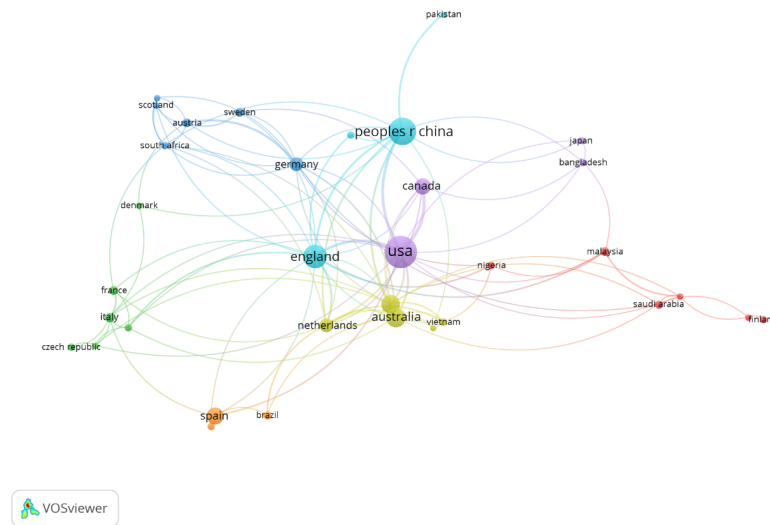 pakistan
scotland
sweden
austria
peoples r china
south africa
japan
germany
bangladesh
canada
denmark
usa
malaysia
england
nigeria
france
saudi arabia
italy
australia
vietnam
netherlands
finlan
czech republic
spain
brazil
VOSviewer